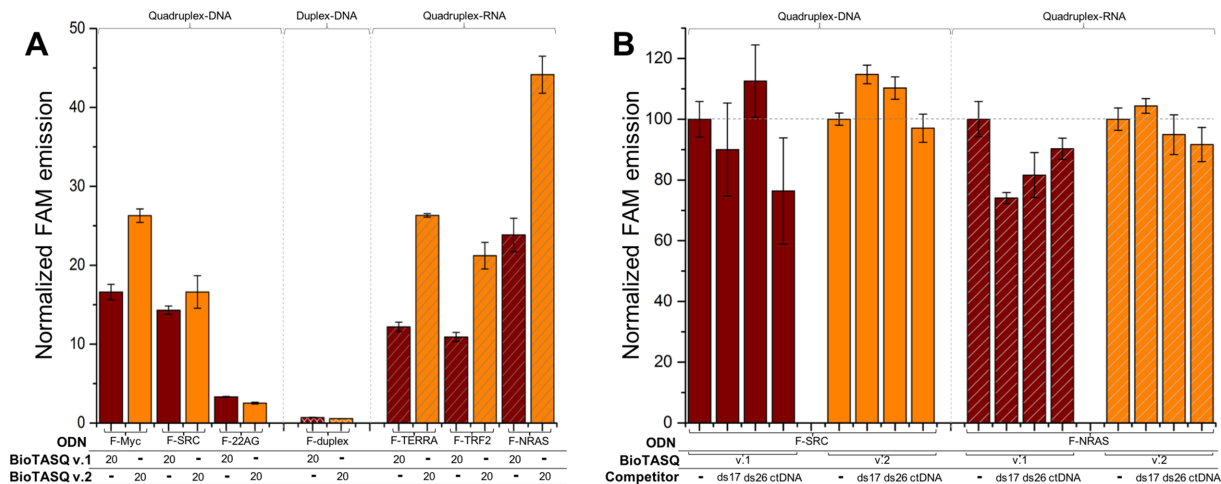 A
Quadruplex-DNA Duplex-DNA Quadruplex-RNA
Normalized FAM emission
50
40
30
20
10
0
ODN F-Myc F-SRC F-22AG F-duplex F-TERRA F-TRF2 F-NRAS
BioTASQ v.1 20 - 20 - 20 - 20 - 20 - 20 - 20 -
BioTASQ v.2 - 20 - 20 - 20 - 20 - 20 - 20 - 20
B
Quadruplex-DNA Quadruplex-RNA
Normalized FAM emission
120
100
80
60
40
20
0
ODN F-SRC F-NRAS
BioTASQ v.1 v.2 v.1 v.2
Competitor - ds17 ds26 ctDNA - ds17 ds26 ctDNA - ds17 ds26 ctDNA - ds17 ds26 ctDNA